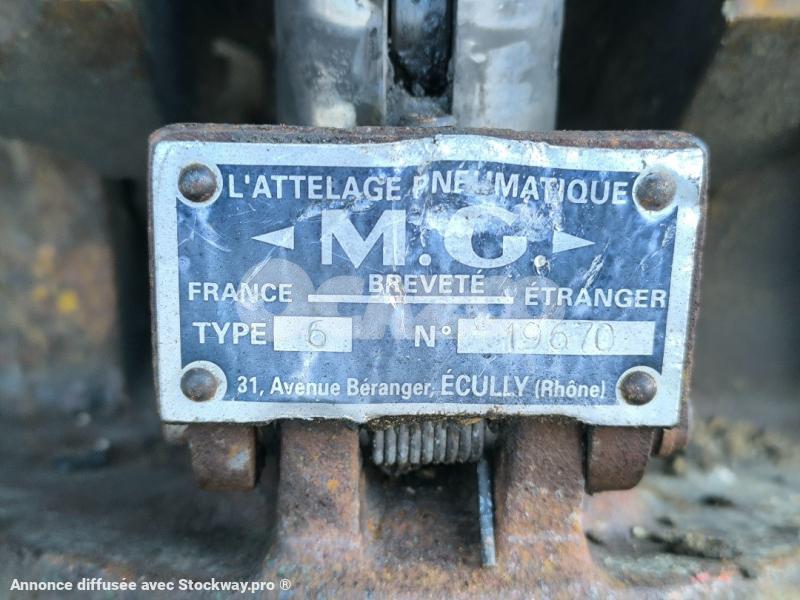 L'ATTELAGE PNEUMATIQUE
M.G.
BREVETÉ
FRANCE ÉTRANGER
TYPE 6 N° 19670
31, Avenue Béranger, ÉCULLY (Rhône)
Annonce diffusée avec Stockway.pro ®